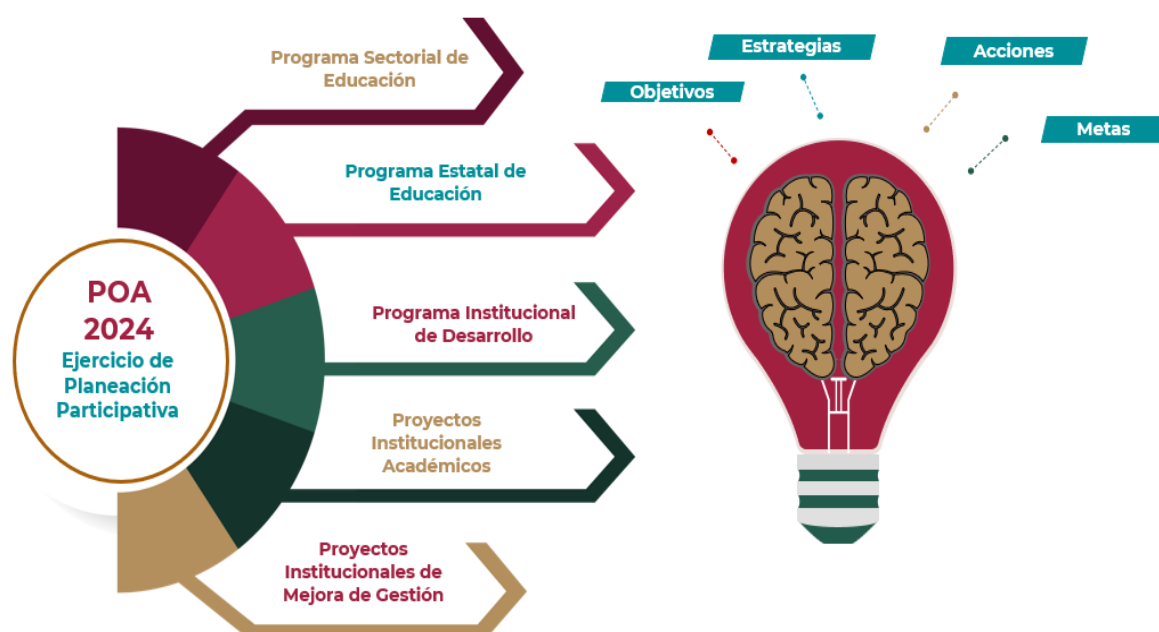 POA
2024
Ejercicio de
Planeación
Participativa
Programa Sectorial de
Educación
Programa Estatal de
Educación
Programa Institucional
de Desarrollo
Proyectos
Institucionales
Académicos
Proyectos
Institucionales de
Mejora de Gestión
Objetivos
Estrategias
Acciones
Metas